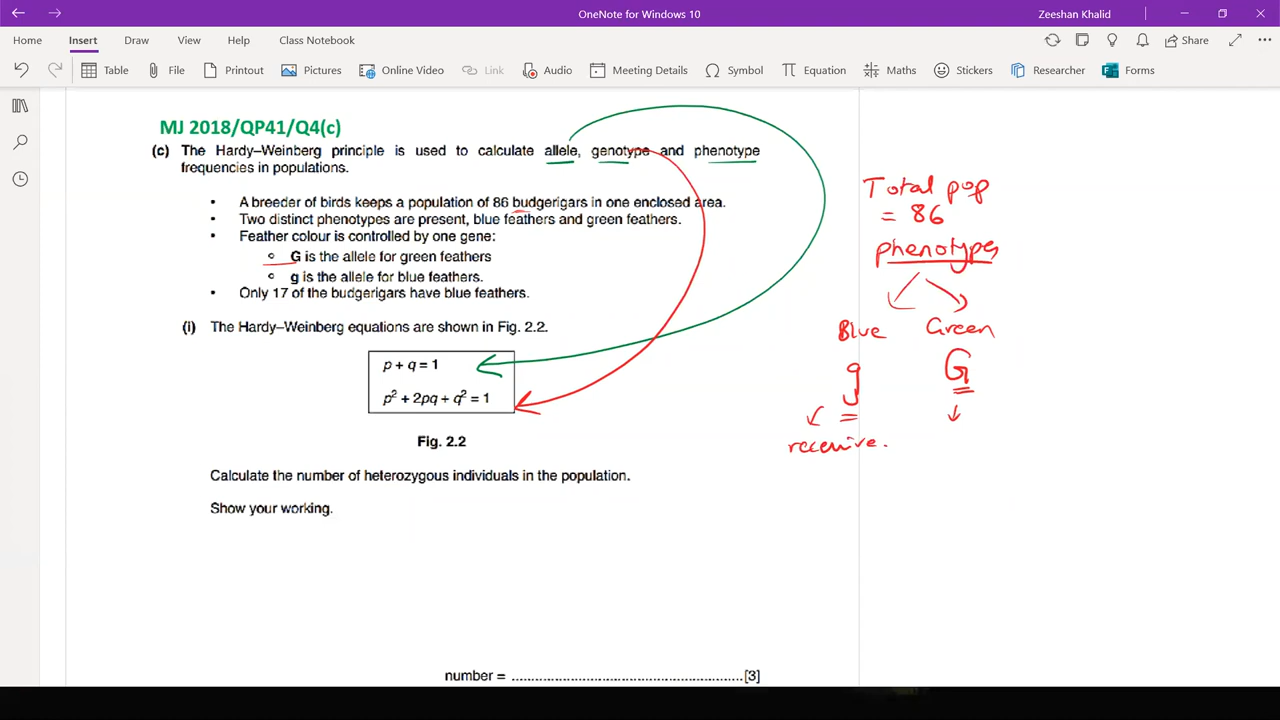 OneNote for Windows 10
Zeeshan Khalid
Home
Insert
Draw
View
Help
Class Notebook
Share
Table
File
Printout
Pictures
Online Video
Link
Audio
Meeting Details
Symbol
Equation
Maths
Stickers
Researcher
Forms
MJ 2018/QP41/Q4(c)
(c) The Hardy–Weinberg principle is used to calculate allele, genotype and phenotype
frequencies in populations.
• A breeder of birds keeps a population of 86 budgerigars in one enclosed area.
• Two distinct phenotypes are present, blue feathers and green feathers.
• Feather colour is controlled by one gene:
∘ G is the allele for green feathers
∘ g is the allele for blue feathers.
• Only 17 of the budgerigars have blue feathers.
(i) The Hardy–Weinberg equations are shown in Fig. 2.2.
p + q = 1
p² + 2pq + q² = 1
Fig. 2.2
Calculate the number of heterozygous individuals in the population.
Show your working.
number = ........................................................[3]
Total pop
= 86
phenotypes
Blue Green
g G
recessive.